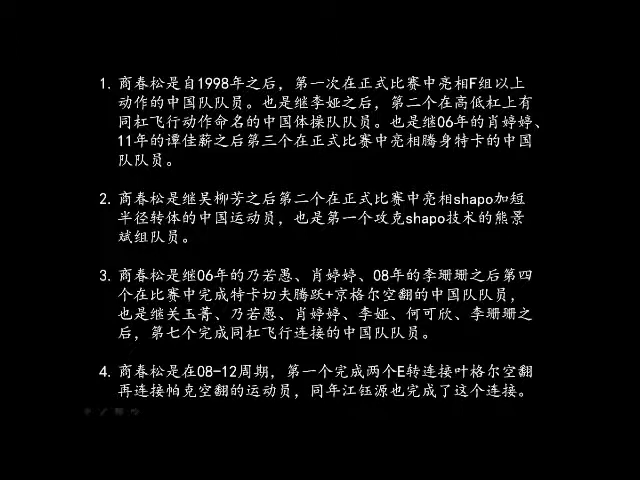 1. 商春松是自1998年之后，第一次在正式比赛中亮相F组以上
动作的中国队队员。也是继李娅之后，第二个在高低杠上有
同杠飞行动作命名的中国体操队队员。也是继06年的肖婷婷、
11年的谭佳薪之后第三个在正式比赛中亮相腾身特卡的中国
队队员。
2. 商春松是继吴柳芳之后第二个在正式比赛中亮相shapo加短
半径转体的中国运动员，也是第一个攻克shapo技术的熊景
斌组队员。
3. 商春松是继06年的乃若愚、肖婷婷、08年的李珊珊之后第四
个在比赛中完成特卡切夫腾跃+京格尔空翻的中国队队员，
也是继关玉菁、乃若愚、肖婷婷、李娅、何可欣、李珊珊之
后，第七个完成同杠飞行连接的中国队队员。
4. 商春松是在08-12周期，第一个完成两个E转连接叶格尔空翻
再连接帕克空翻的运动员，同年江钰源也完成了这个连接。